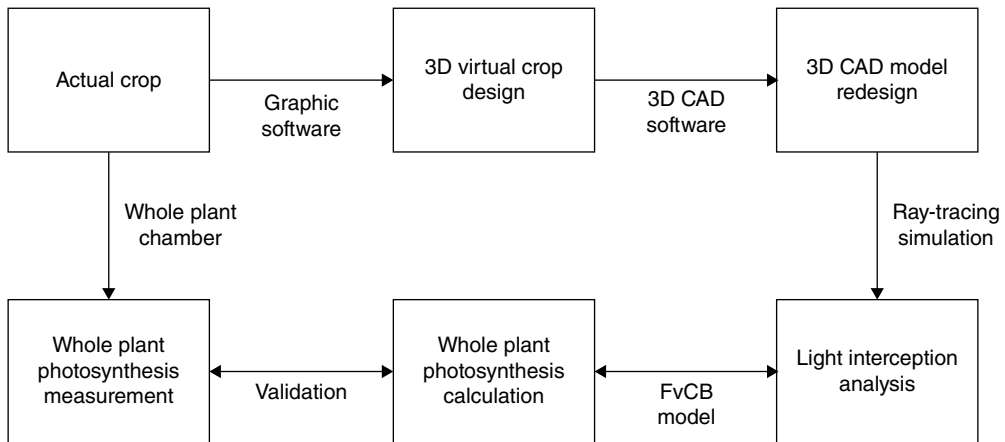 Actual crop
Graphic
software
3D virtual crop
design
3D CAD
software
3D CAD model
redesign
Whole plant
chamber
Ray-tracing
simulation
Whole plant
photosynthesis
measurement
Validation
Whole plant
photosynthesis
calculation
FvCB
model
Light interception
analysis